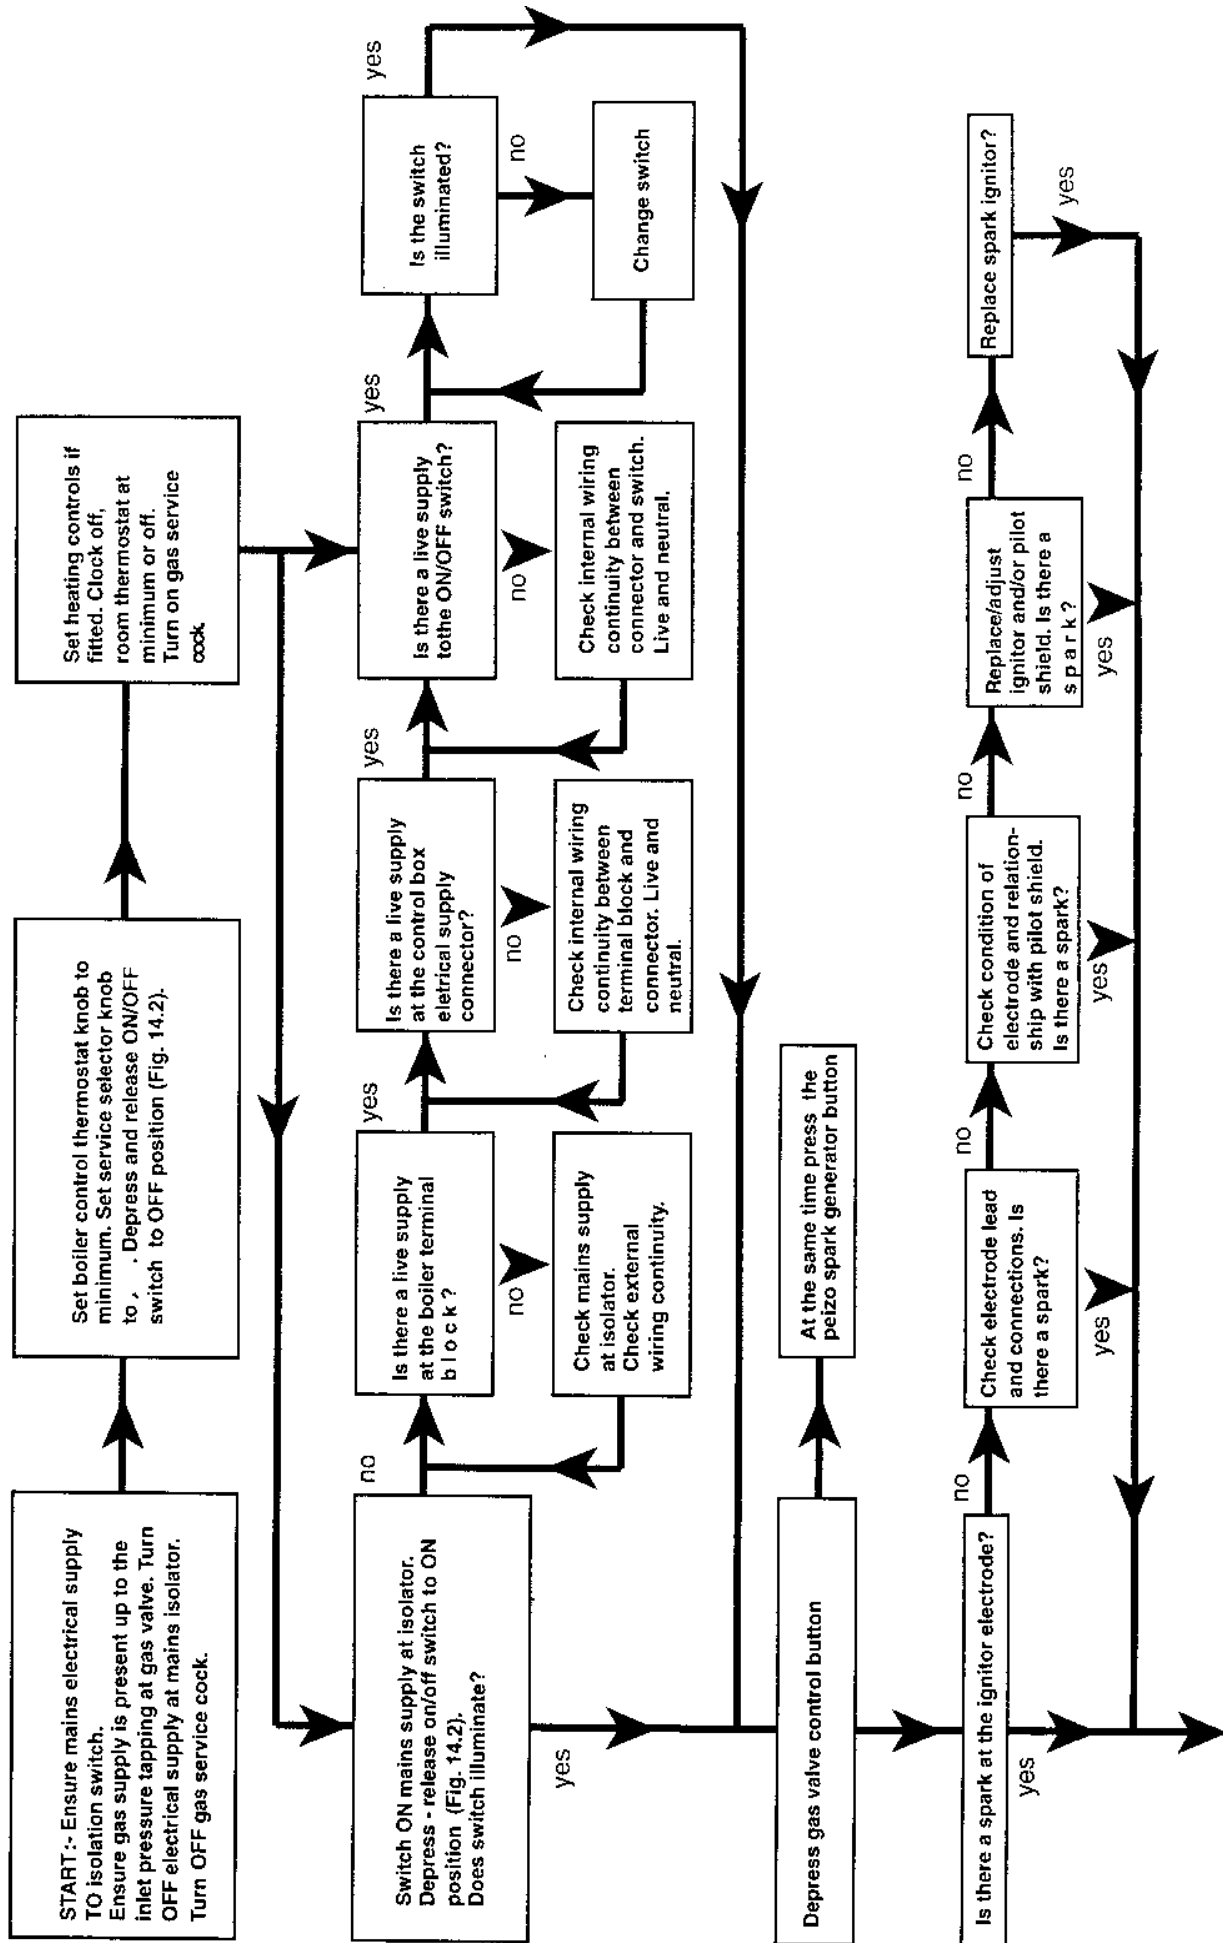 START:- Ensure mains electrical supply
TO isolation switch.
Ensure gas supply is present up to the
inlet pressure tapping at gas valve. Turn
OFF electrical supply at mains isolator.
Turn OFF gas service cock.
Set boiler control thermostat knob to
minimum. Set service selector knob
to , . Depress and release ON/OFF
switch to OFF position (Fig. 14.2).
Set heating controls if
fitted. Clock off,
room thermostat at
minimum or off.
Turn on gas service
cock.
Switch ON mains supply at isolator.
Depress - release on/off switch to ON
position (Fig. 14.2).
Does switch illuminate?
no
yes
Is there a live supply
at the boiler terminal
block?
yes
no
Check mains supply
at isolator.
Check external
wiring continuity.
Is there a live supply
at the control box
eletrical supply
connector?
yes
no
Check internal wiring
continuity between
terminal block and
connector. Live and
neutral.
Is there a live supply
tothe ON/OFF switch?
yes
no
Check internal wiring
continuity between
connector and switch.
Live and neutral.
Is the switch
illuminated?
yes
no
Change switch
Depress gas valve control button
At the same time press the
peizo spark generator button
Is there a spark at the ignitor electrode?
no
yes
Check electrode lead
and connections. Is
there a spark?
no
yes
Check condition of
electrode and relation-
ship with pilot shield.
Is there a spark?
no
yes
Replace/adjust
ignitor and/or pilot
shield. Is there a
spark?
no
yes
Replace spark ignitor?
yes